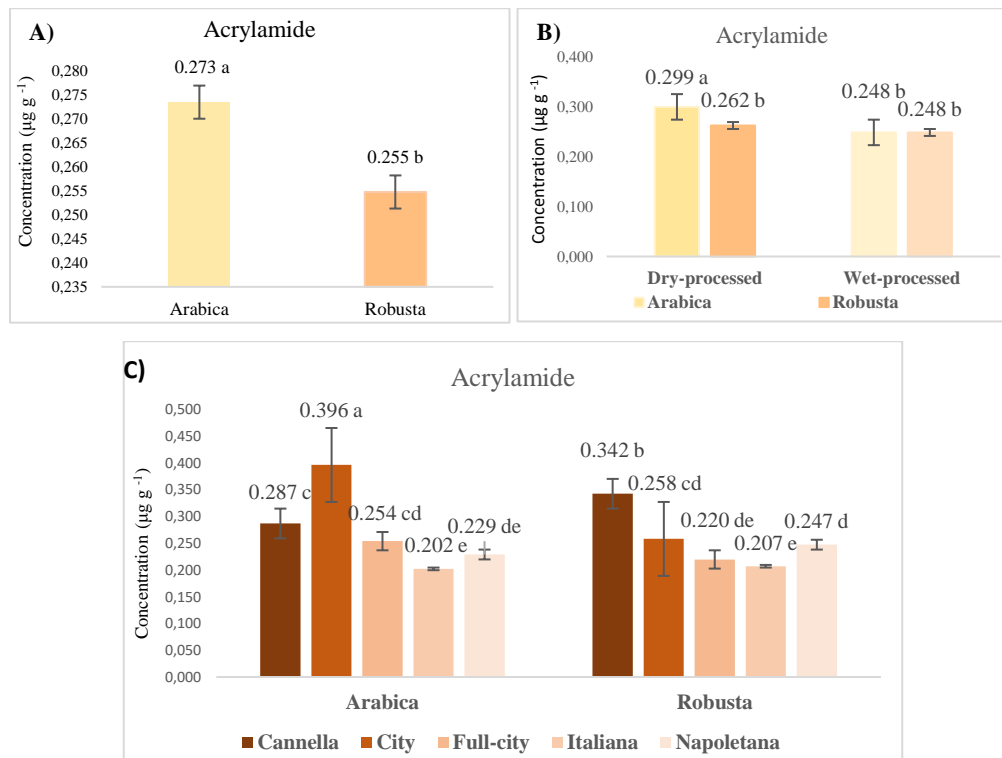 A)
Acrylamide
Concentration (µg g -1)
0,280
0,275
0,270
0,265
0,260
0,255
0,250
0,245
0,240
0,235
0.273 a
0.255 b
Arabica
Robusta
B)
Acrylamide
Concentration (µg g -1)
0,400
0,300
0,200
0,100
0,000
0.299 a
0.262 b
0.248 b
0.248 b
Dry-processed
Wet-processed
Arabica
Robusta
C)
Acrylamide
Concentration (µg g -1)
0,500
0,450
0,400
0,350
0,300
0,250
0,200
0,150
0,100
0,050
0,000
0.287 c
0.396 a
0.254 cd
0.202 e
0.229 de
0.342 b
0.258 cd
0.220 de
0.207 e
0.247 d
Arabica
Robusta
Cannella
City
Full-city
Italiana
Napoletana